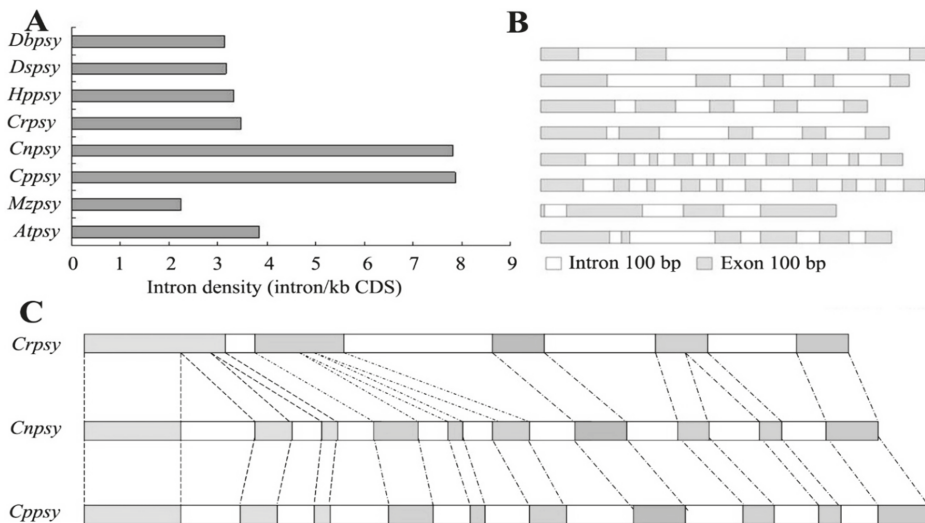 A
B
Dbpsy
Dspsy
Hppsy
Crpsy
Cnpsy
Cppsy
Mzpsy
Atpsy
0 1 2 3 4 5 6 7 8 9
Intron density (intron/kb CDS)
Intron 100 bp Exon 100 bp
C
Crpsy
Cnpsy
Cppsy